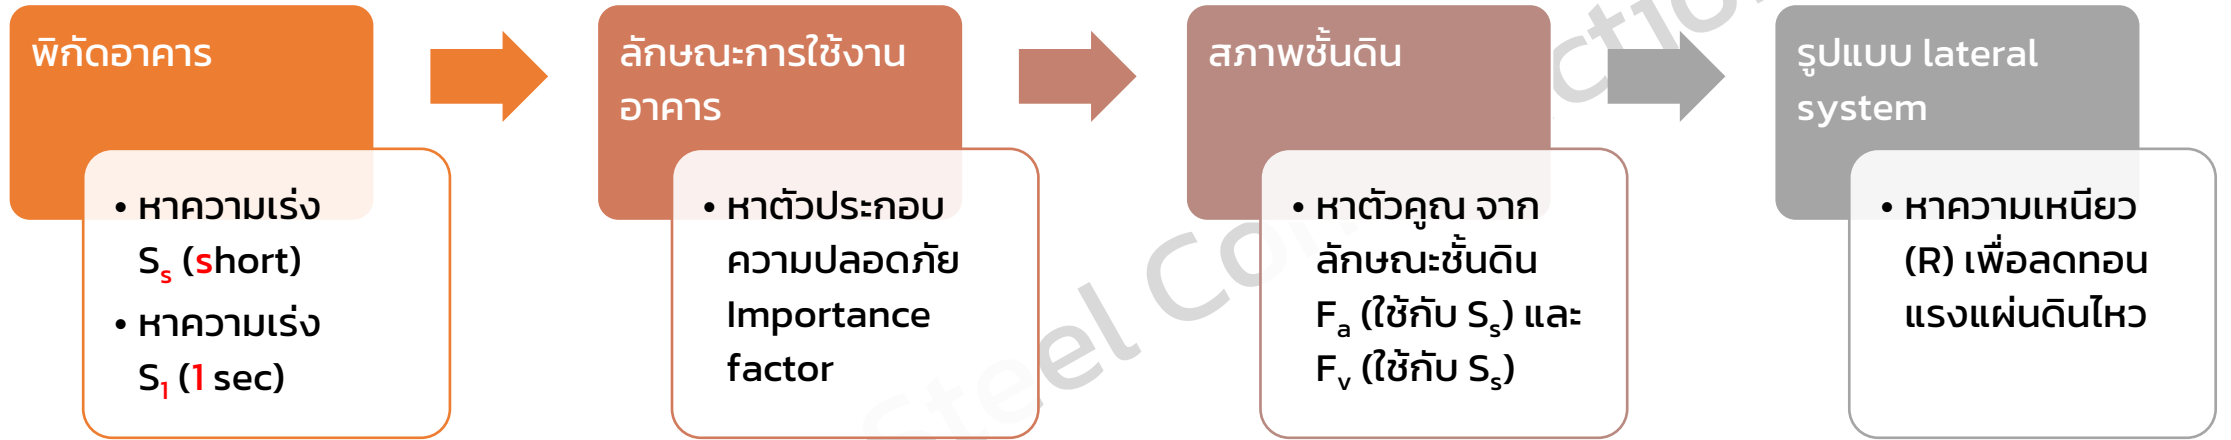 พิกัดอาคาร
• หาความเร่ง
Sₛ (short)
• หาความเร่ง
S₁ (1 sec)
ลักษณะการใช้งาน
อาคาร
• หาตัวประกอบ
ความปลอดภัย
Importance
factor
สภาพชั้นดิน
• หาตัวคูณ จาก
ลักษณะชั้นดิน
Fₐ (ใช้กับ Sₛ) และ
Fᵥ (ใช้กับ Sₛ)
รูปแบบ lateral
system
• หาความเหนียว
(R) เพื่อลดทอน
แรงแผ่นดินไหว